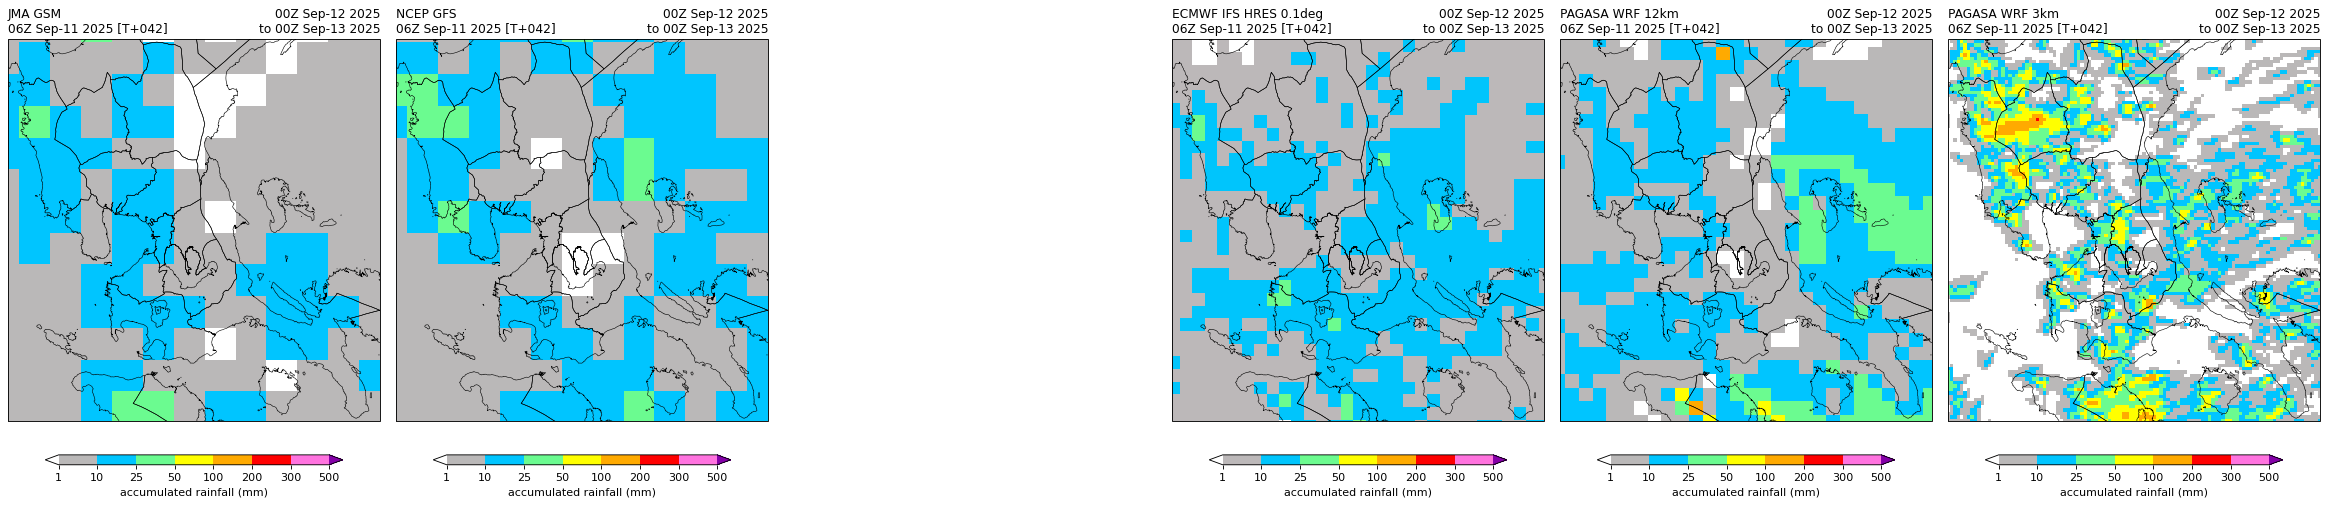 JMA GSM 00Z Sep-12 2025
06Z Sep-11 2025 [T+042] to 00Z Sep-13 2025
1 10 25 50 100 200 300 500
accumulated rainfall (mm)
NCEP GFS 00Z Sep-12 2025
06Z Sep-11 2025 [T+042] to 00Z Sep-13 2025
1 10 25 50 100 200 300 500
accumulated rainfall (mm)
ECMWF IFS HRES 0.1deg 00Z Sep-12 2025
06Z Sep-11 2025 [T+042] to 00Z Sep-13 2025
1 10 25 50 100 200 300 500
accumulated rainfall (mm)
PAGASA WRF 12km 00Z Sep-12 2025
06Z Sep-11 2025 [T+042] to 00Z Sep-13 2025
1 10 25 50 100 200 300 500
accumulated rainfall (mm)
PAGASA WRF 3km 00Z Sep-12 2025
06Z Sep-11 2025 [T+042] to 00Z Sep-13 2025
1 10 25 50 100 200 300 500
accumulated rainfall (mm)